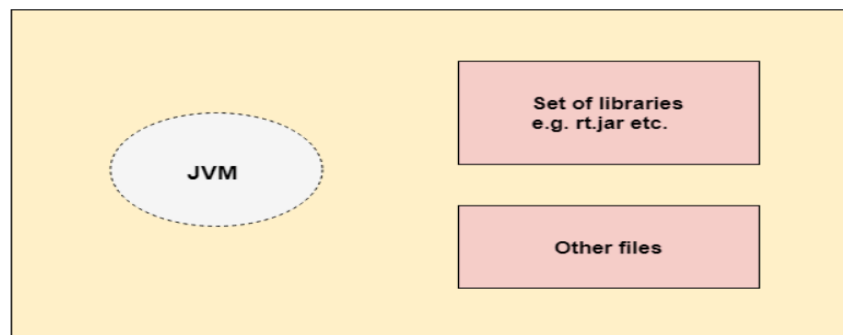 JVM
Set of libraries
e.g. rt.jar etc.
Other files